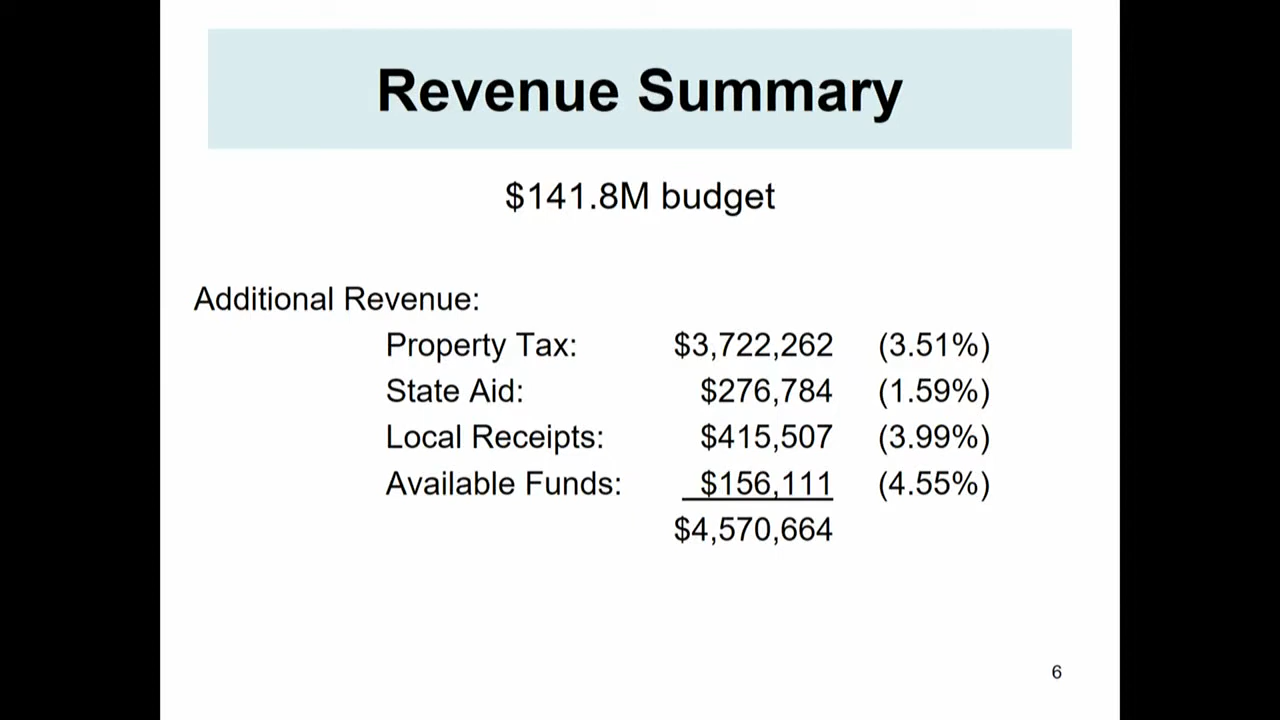 Revenue Summary
$141.8M budget
Additional Revenue:
Property Tax: $3,722,262 (3.51%)
State Aid: $276,784 (1.59%)
Local Receipts: $415,507 (3.99%)
Available Funds: $156,111 (4.55%)
$4,570,664
6